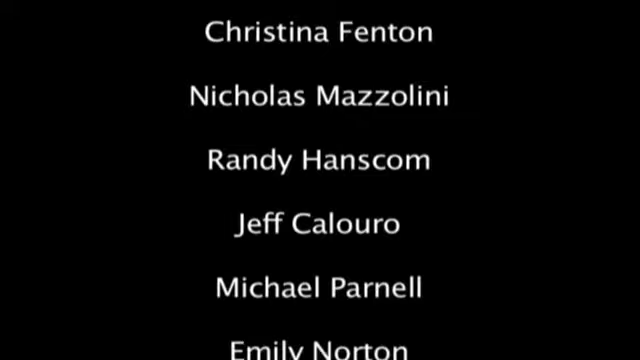 Christina Fenton
Nicholas Mazzolini
Randy Hanscom
Jeff Calouro
Michael Parnell
Emily Norton